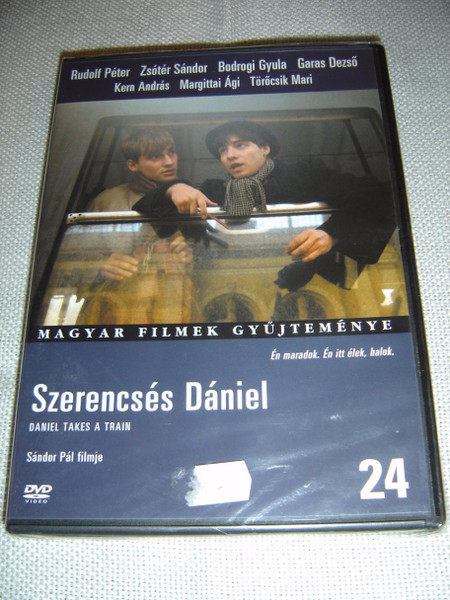 Rudolf Péter Zsótér Sándor Bodrogi Gyula Garas Dezső
Kern András Margittai Ági Törőcsik Mari
MAGYAR FILMEK GYŰJTEMÉNYE
Én maradok. Én itt élek, halok.
Szerencsés Dániel
DANIEL TAKES A TRAIN
Sándor Pál filmje
DVD
VIDEO
24